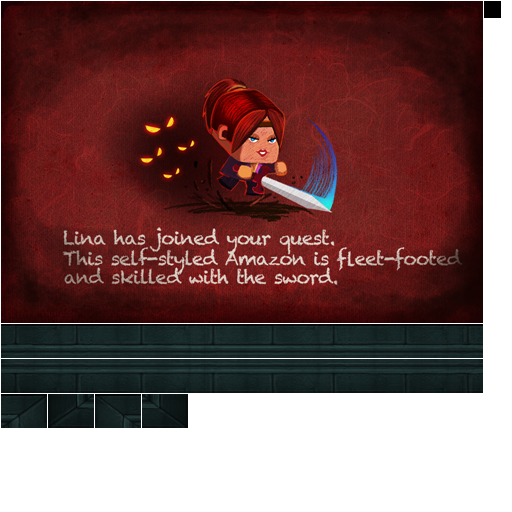 Lina has joined your quest.
This self-styled Amazon is fleet-footed
and skilled with the sword.